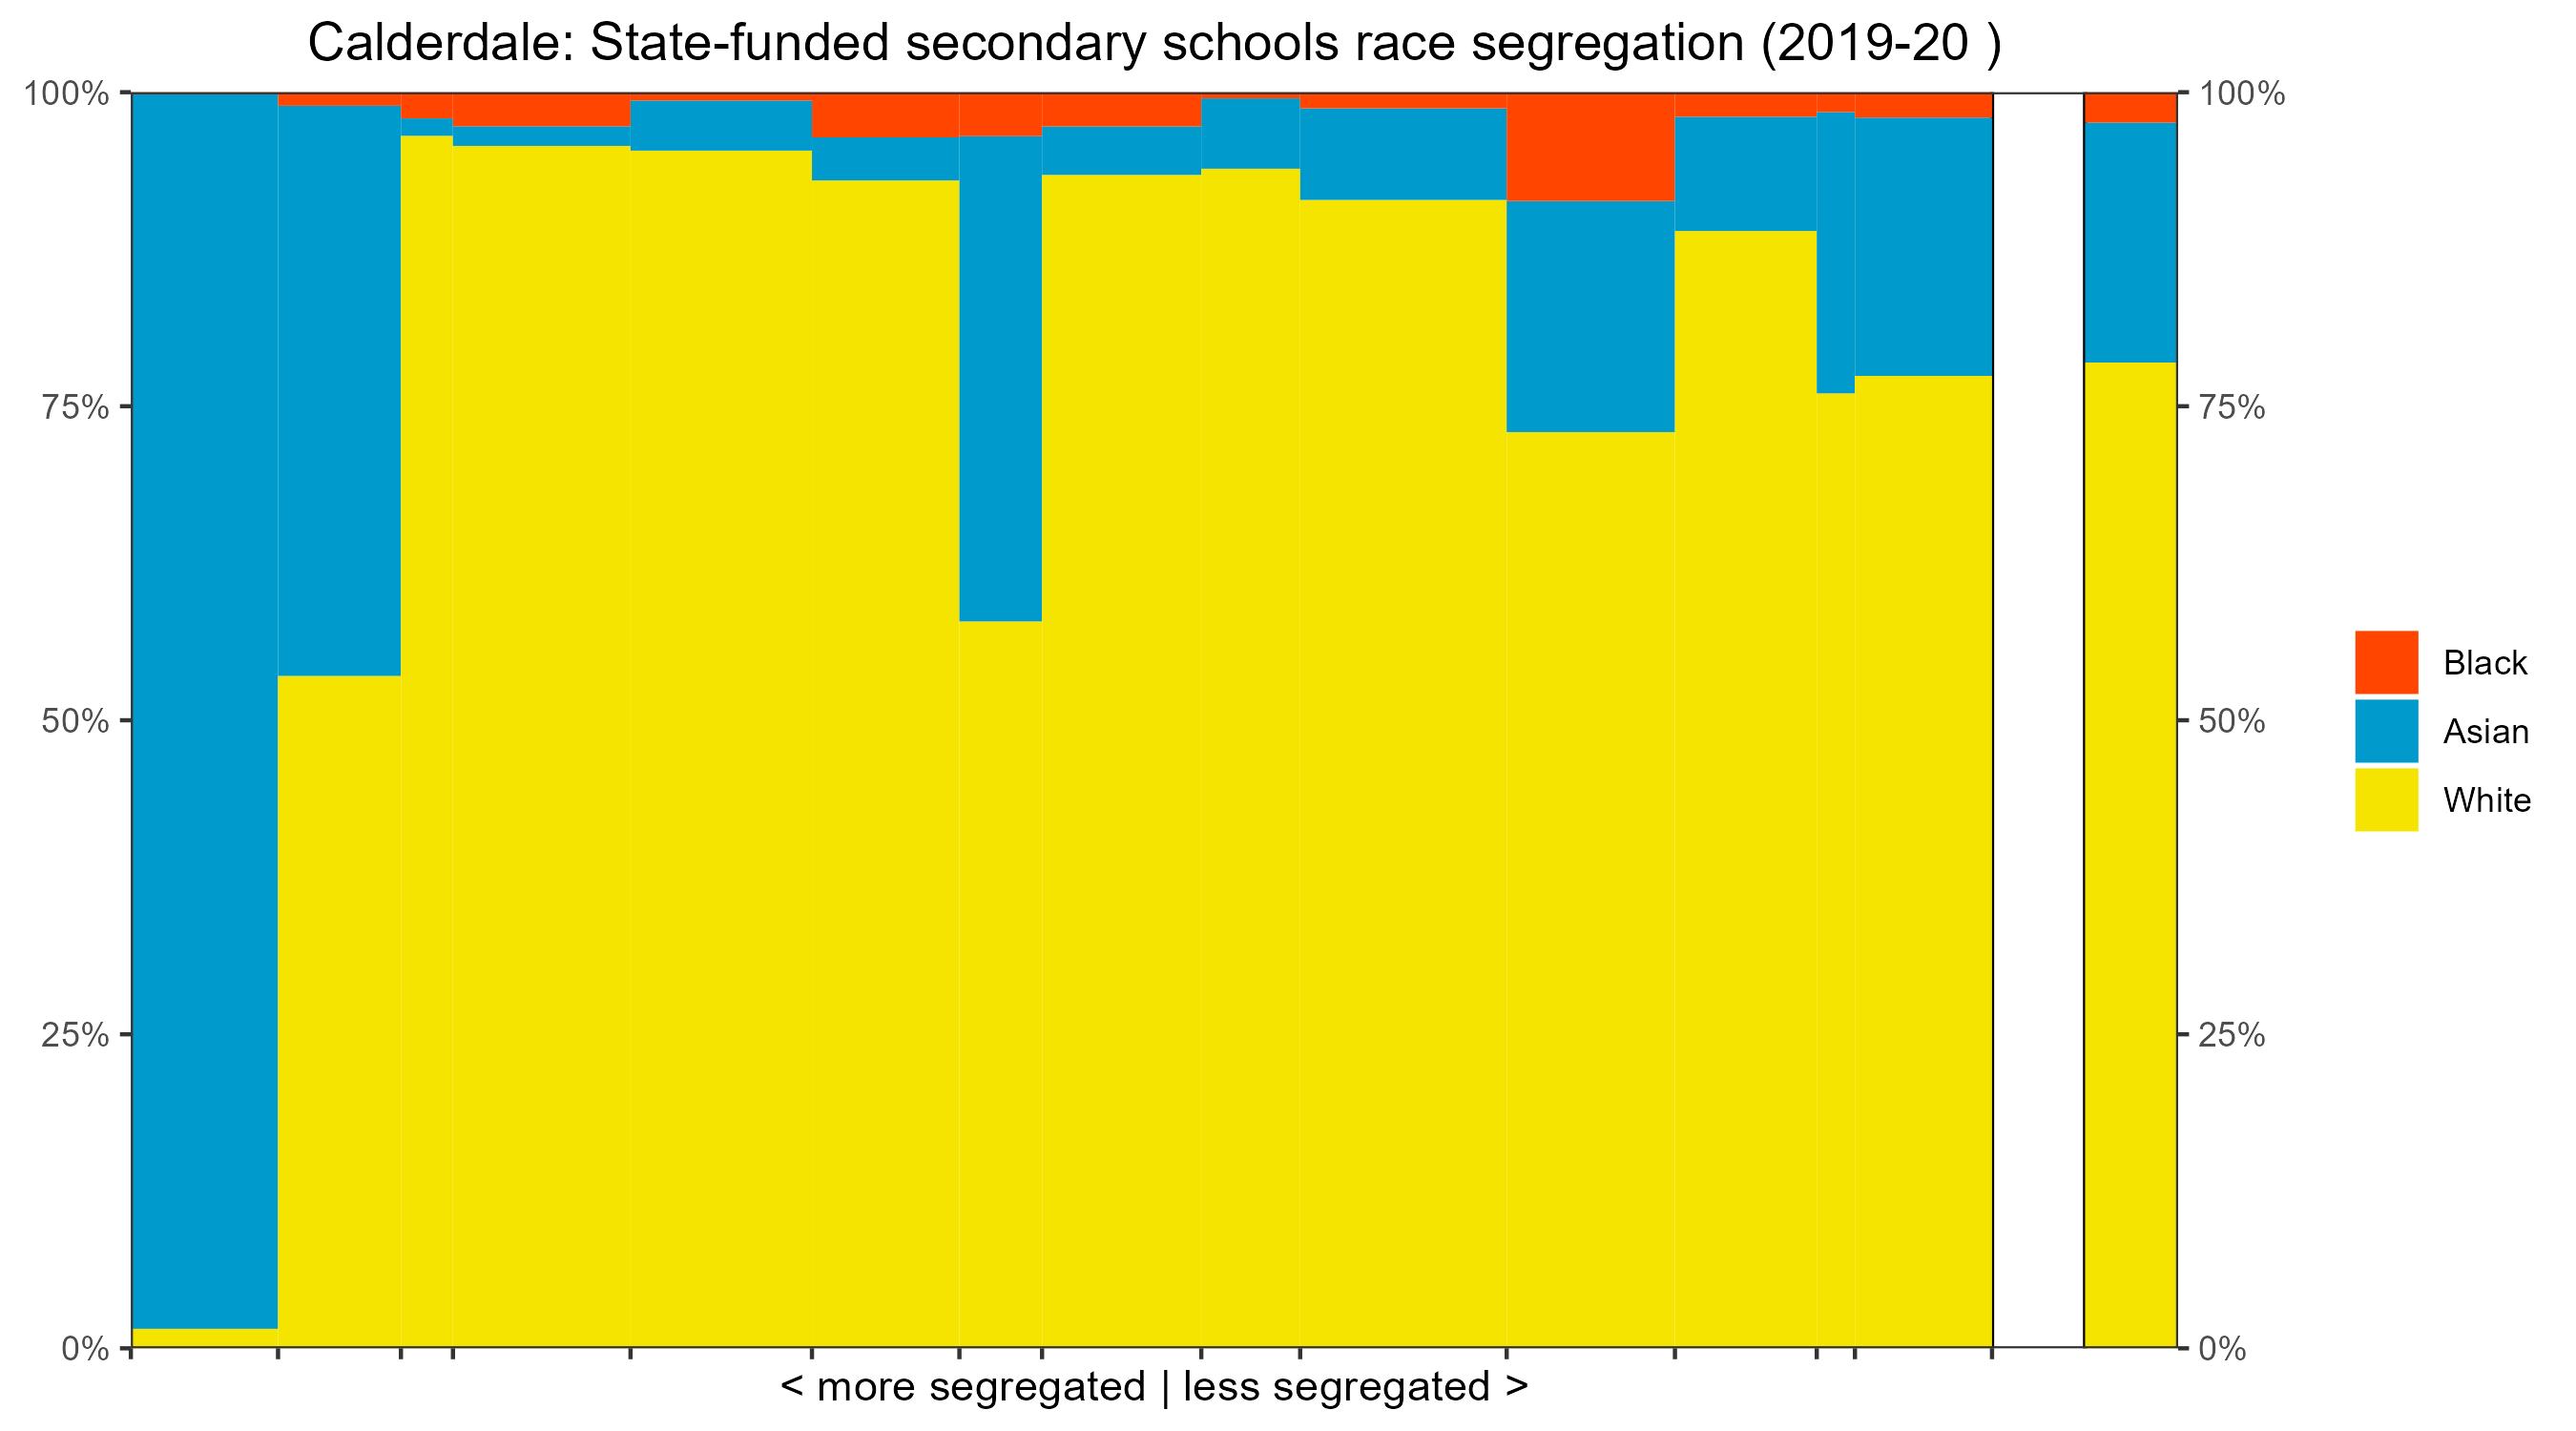 Calderdale: State-funded secondary schools race segregation (2019-20 )
100%
75%
50%
25%
0%
100%
75%
50%
25%
0%
Black
Asian
White
< more segregated | less segregated >